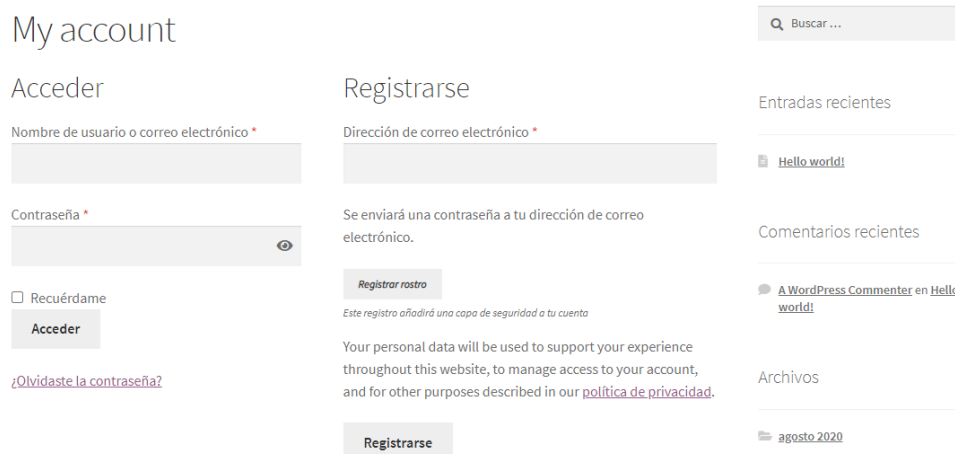 My account
Acceder
Nombre de usuario o correo electrónico *
Contraseña *
Recuérdame
Acceder
¿Olvidaste la contraseña?
Registrarse
Dirección de correo electrónico *
Se enviará una contraseña a tu dirección de correo
electrónico.
Registrar rostro
Este registro añadirá una capa de seguridad a tu cuenta
Your personal data will be used to support your experience
throughout this website, to manage access to your account,
and for other purposes described in our política de privacidad.
Registrarse
Buscar …
Entradas recientes
Hello world!
Comentarios recientes
A WordPress Commenter en Hello
world!
Archivos
agosto 2020